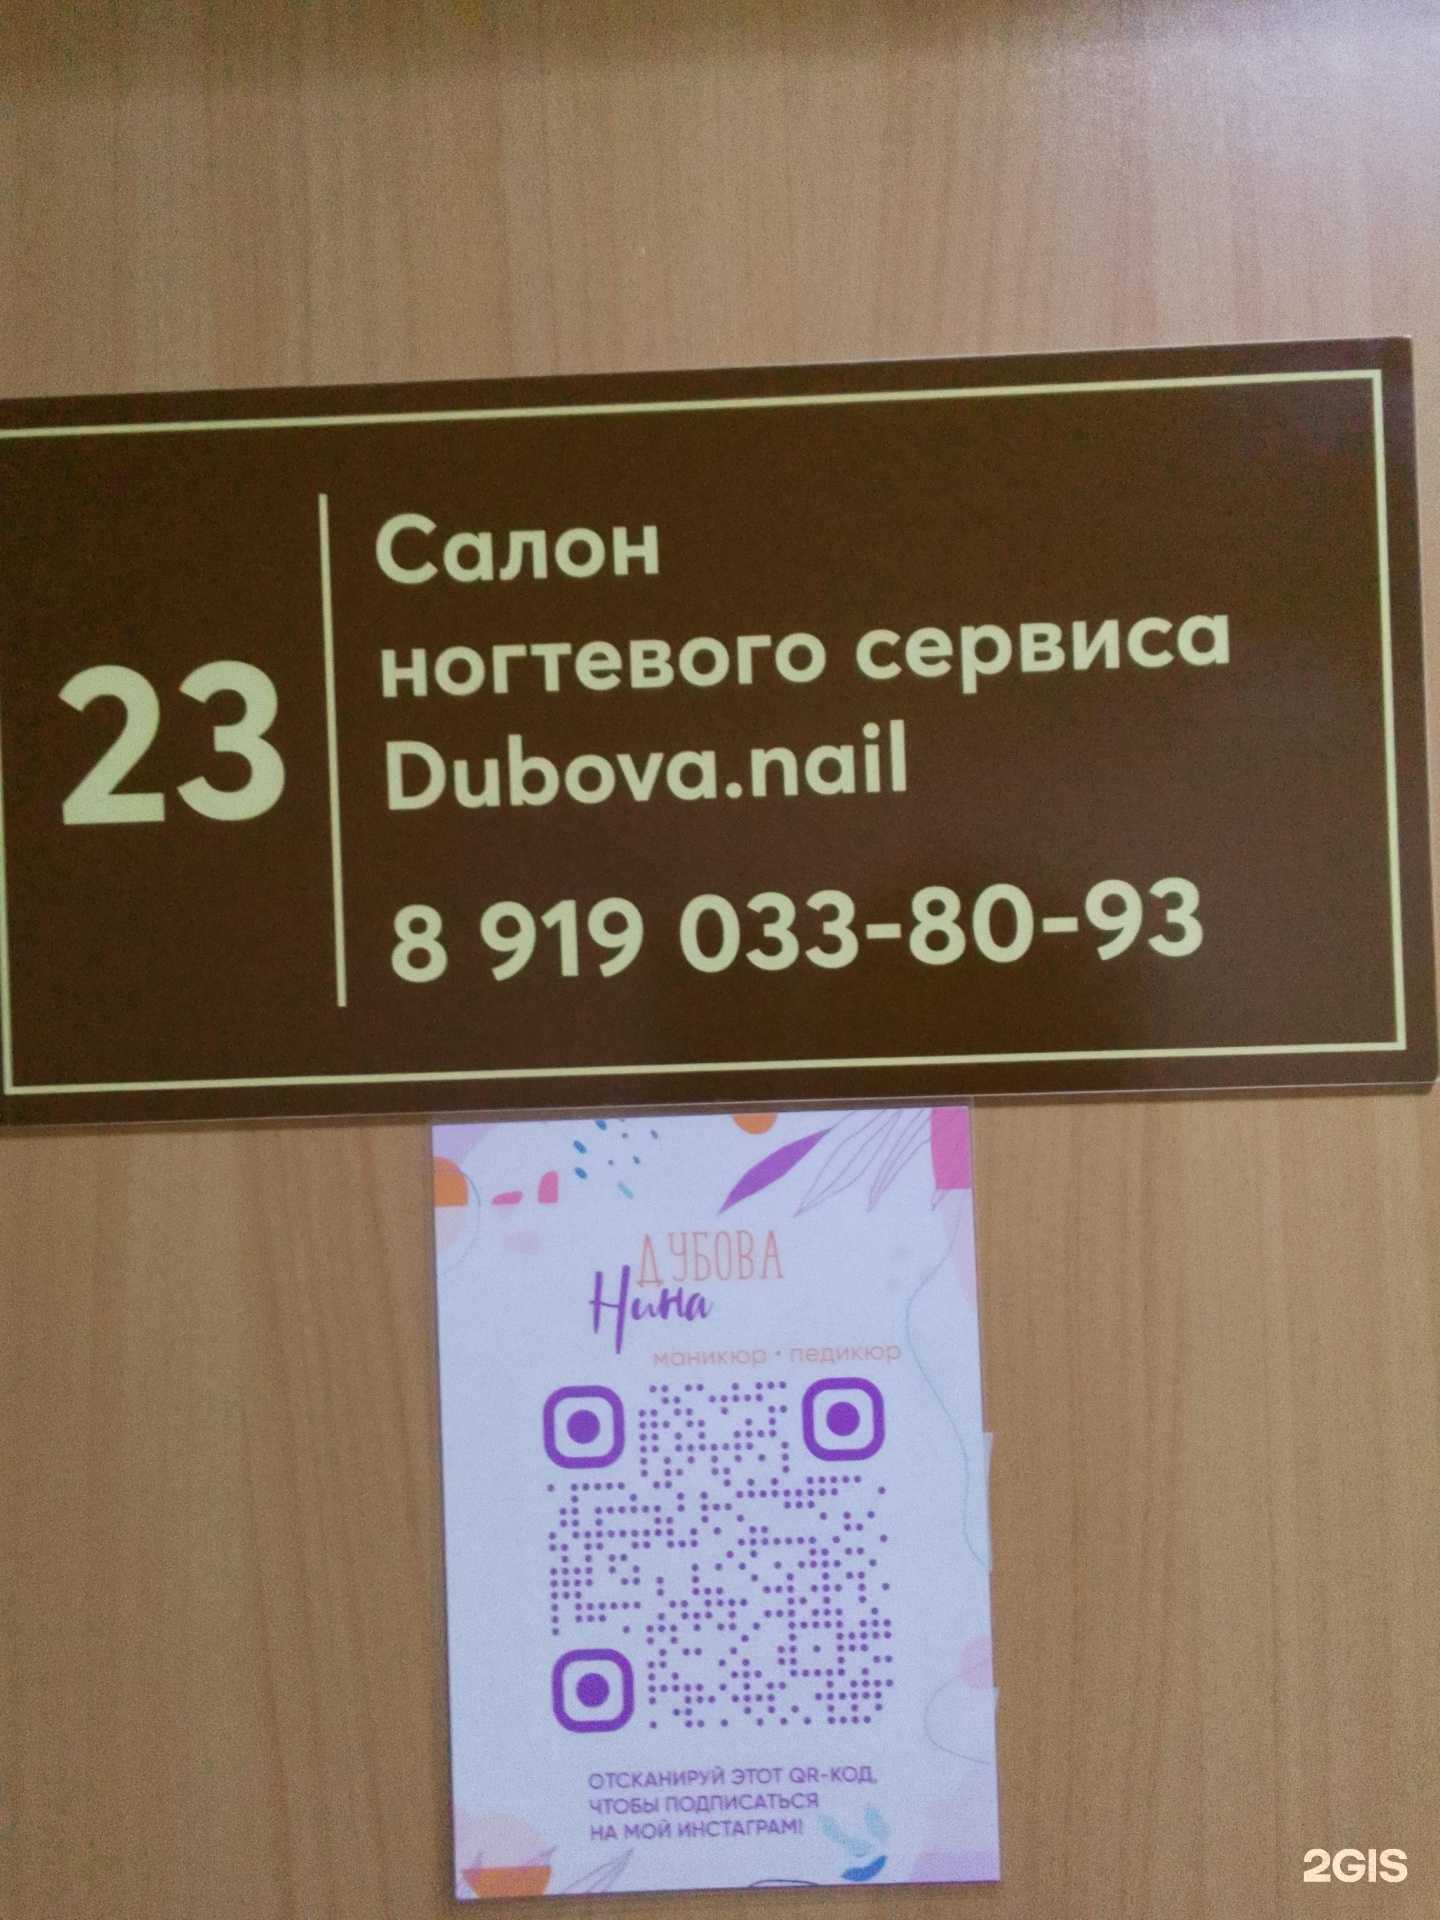 23
Салон
ногтевого сервиса
Dubova.nail
8 919 033-80-93
ДУБОВА
Нина
маникюр • педикюр
ОТСКАНИРУЙ ЭТОТ QR-КОД,
ЧТОБЫ ПОДПИСАТЬСЯ
НА МОЙ ИНСТАГРАМ!
2GIS